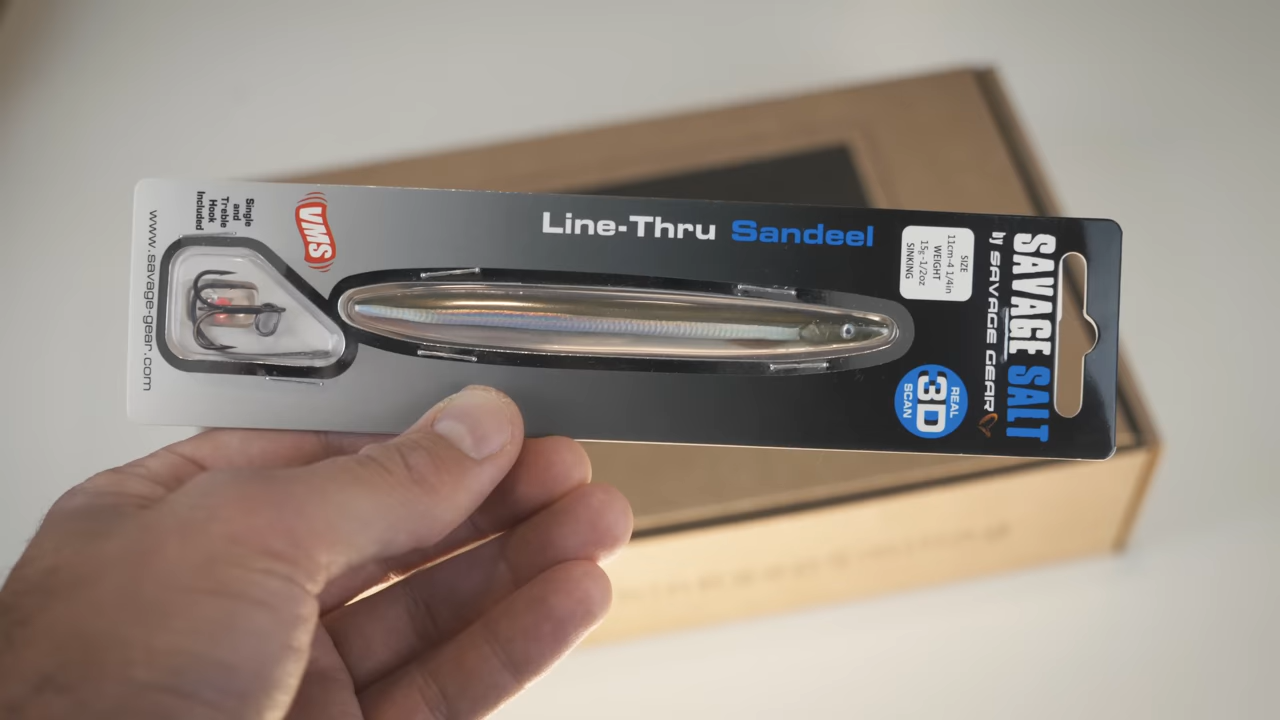 Line-Thru Sandeel
SIZE
11cm-4 1/4in
WEIGHT
15g-1/2oz
SINKING
SAVAGE SALT
by SAVAGE GEAR
REAL
3D
SCAN
VMS
Single
and
Treble
Hook
Included
www.savage-gear.com